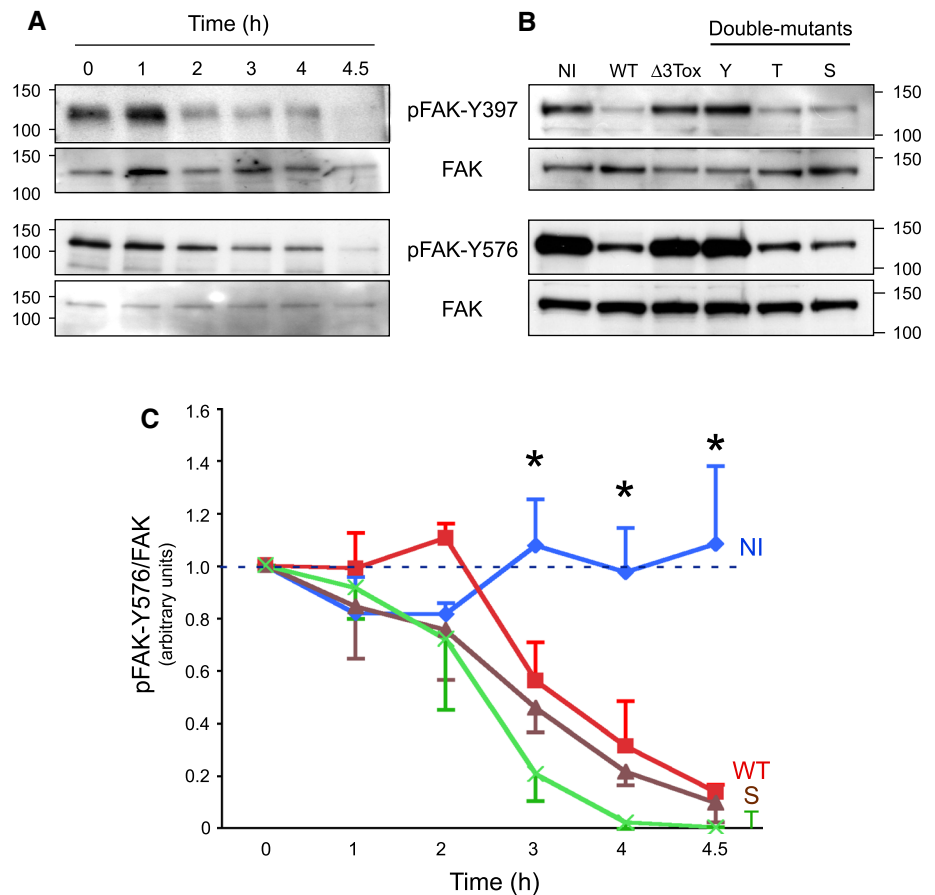 A
Time (h)
0 1 2 3 4 4.5
150
100
150
100
150
100
150
100
pFAK-Y397
FAK
pFAK-Y576
FAK
B
Double-mutants
NI WT Δ3Tox Y T S
150
100
150
150
100
150
100
C
pFAK-Y576/FAK
(arbitrary units)
1.6
1.4
1.2
1.0
0.8
0.6
0.4
0.2
0
* * *
NI
WT
S
T
0 1 2 3 4 4.5
Time (h)